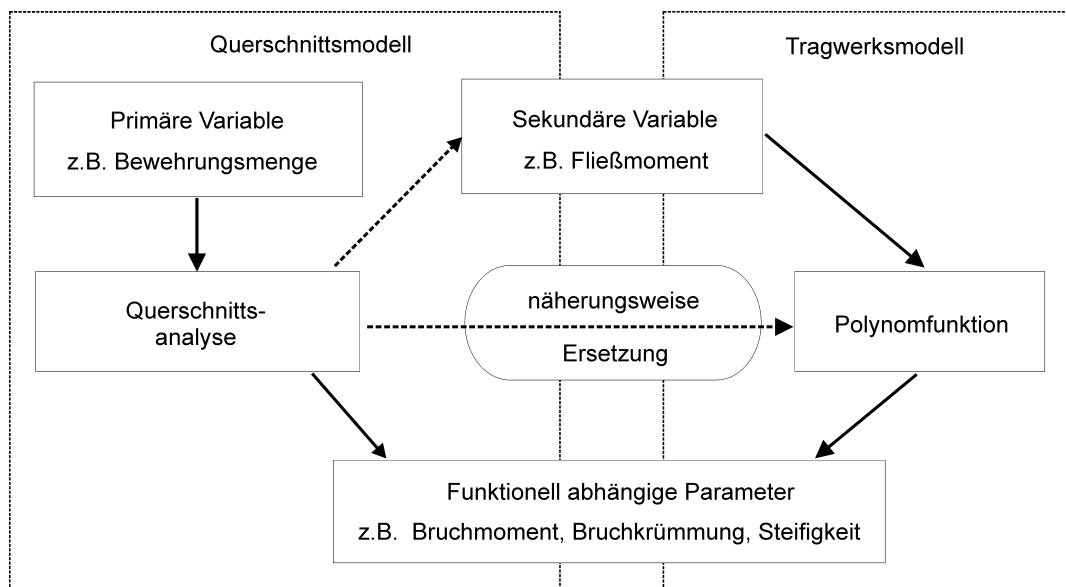 Querschnittsmodell
Tragwerksmodell
Primäre Variable
z.B. Bewehrungsmenge
Sekundäre Variable
z.B. Fließmoment
Querschnitts-
analyse
näherungsweise
Ersetzung
Polynomfunktion
Funktionell abhängige Parameter
z.B. Bruchmoment, Bruchkrümmung, Steifigkeit